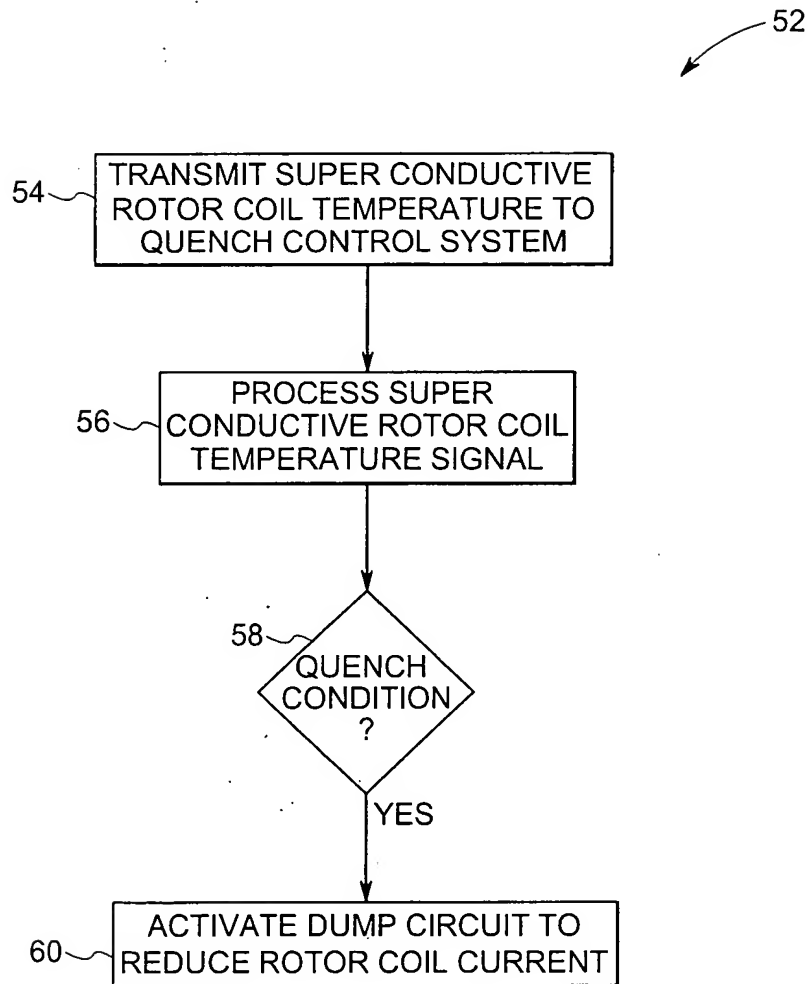 52
54
TRANSMIT SUPER CONDUCTIVE
ROTOR COIL TEMPERATURE TO
QUENCH CONTROL SYSTEM
56
PROCESS SUPER
CONDUCTIVE ROTOR COIL
TEMPERATURE SIGNAL
58
QUENCH
CONDITION
?
YES
60
ACTIVATE DUMP CIRCUIT TO
REDUCE ROTOR COIL CURRENT